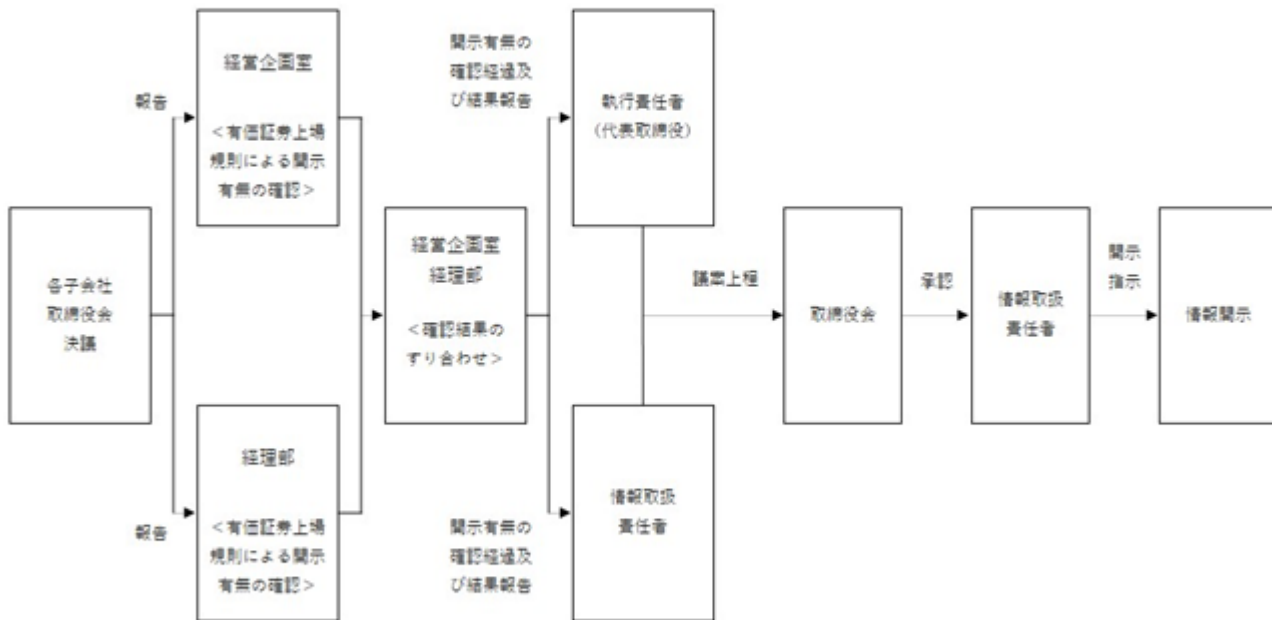 各子会社
取締役会
決議
報告
経営企画室
＜有価証券上場
規則による開示
有無の確認＞
報告
経理部
＜有価証券上場
規則による開示
有無の確認＞
経営企画室
経理部
＜確認結果の
すり合わせ＞
開示有無の
確認経過及
び結果報告
執行責任者
（代表取締役）
開示有無の
確認経過及
び結果報告
情報取扱
責任者
議案上程
取締役会
承認
情報取扱
責任者
開示
指示
情報開示